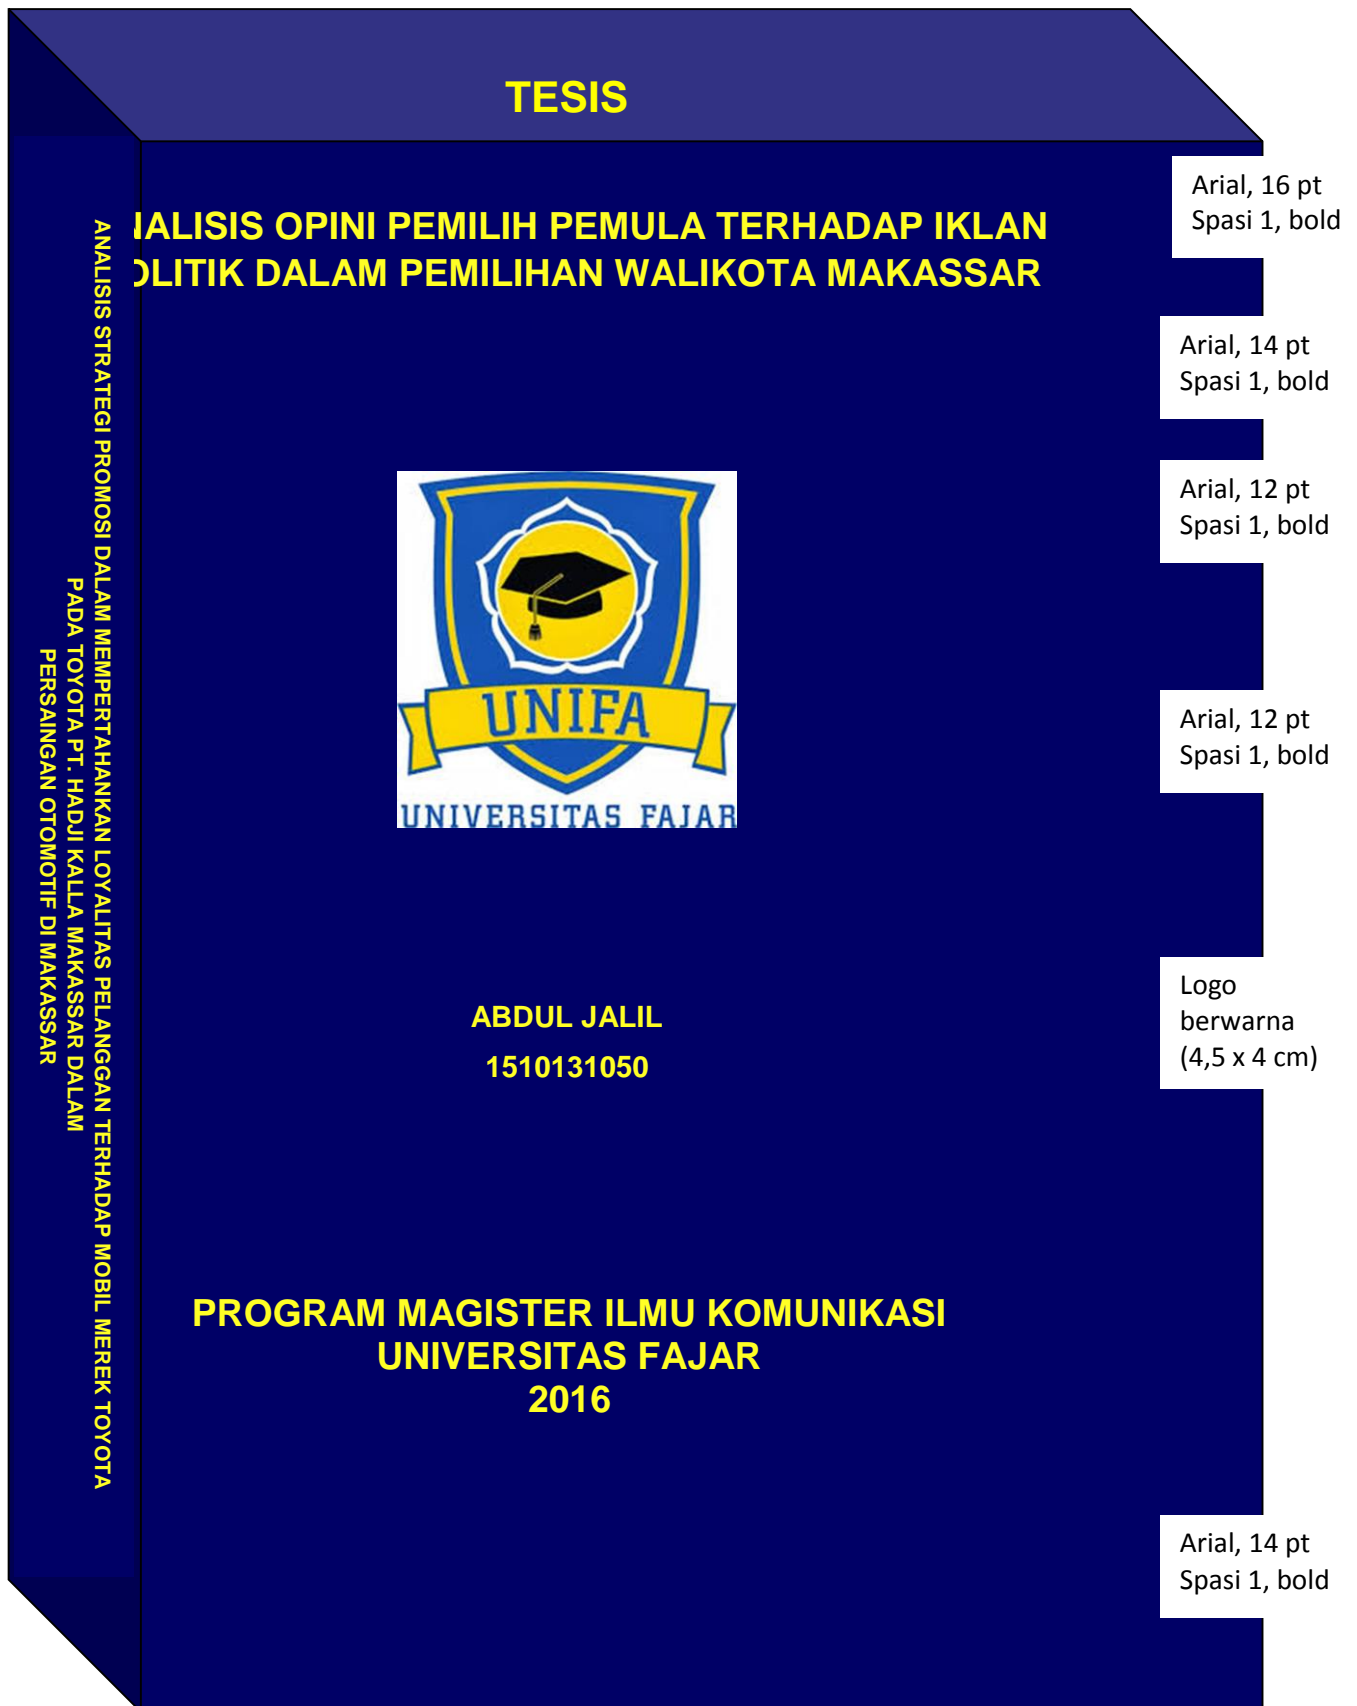 TESIS
NALISIS OPINI PEMILIH PEMULA TERHADAP IKLAN
OLITIK DALAM PEMILIHAN WALIKOTA MAKASSAR
UNIFA
UNIVERSITAS FAJAR
ABDUL JALIL
1510131050
PROGRAM MAGISTER ILMU KOMUNIKASI
UNIVERSITAS FAJAR
2016
ANALISIS STRATEGI PROMOSI DALAM MEMPERTAHANKAN LOYALITAS PELANGGAN TERHADAP MOBIL MEREK TOYOTA
PADA TOYOTA PT. HADJI KALLA MAKASSAR DALAM
PERSAINGAN OTOMOTIF DI MAKASSAR
Arial, 16 pt
Spasi 1, bold
Arial, 14 pt
Spasi 1, bold
Arial, 12 pt
Spasi 1, bold
Arial, 12 pt
Spasi 1, bold
Logo
berwarna
(4,5 x 4 cm)
Arial, 14 pt
Spasi 1, bold